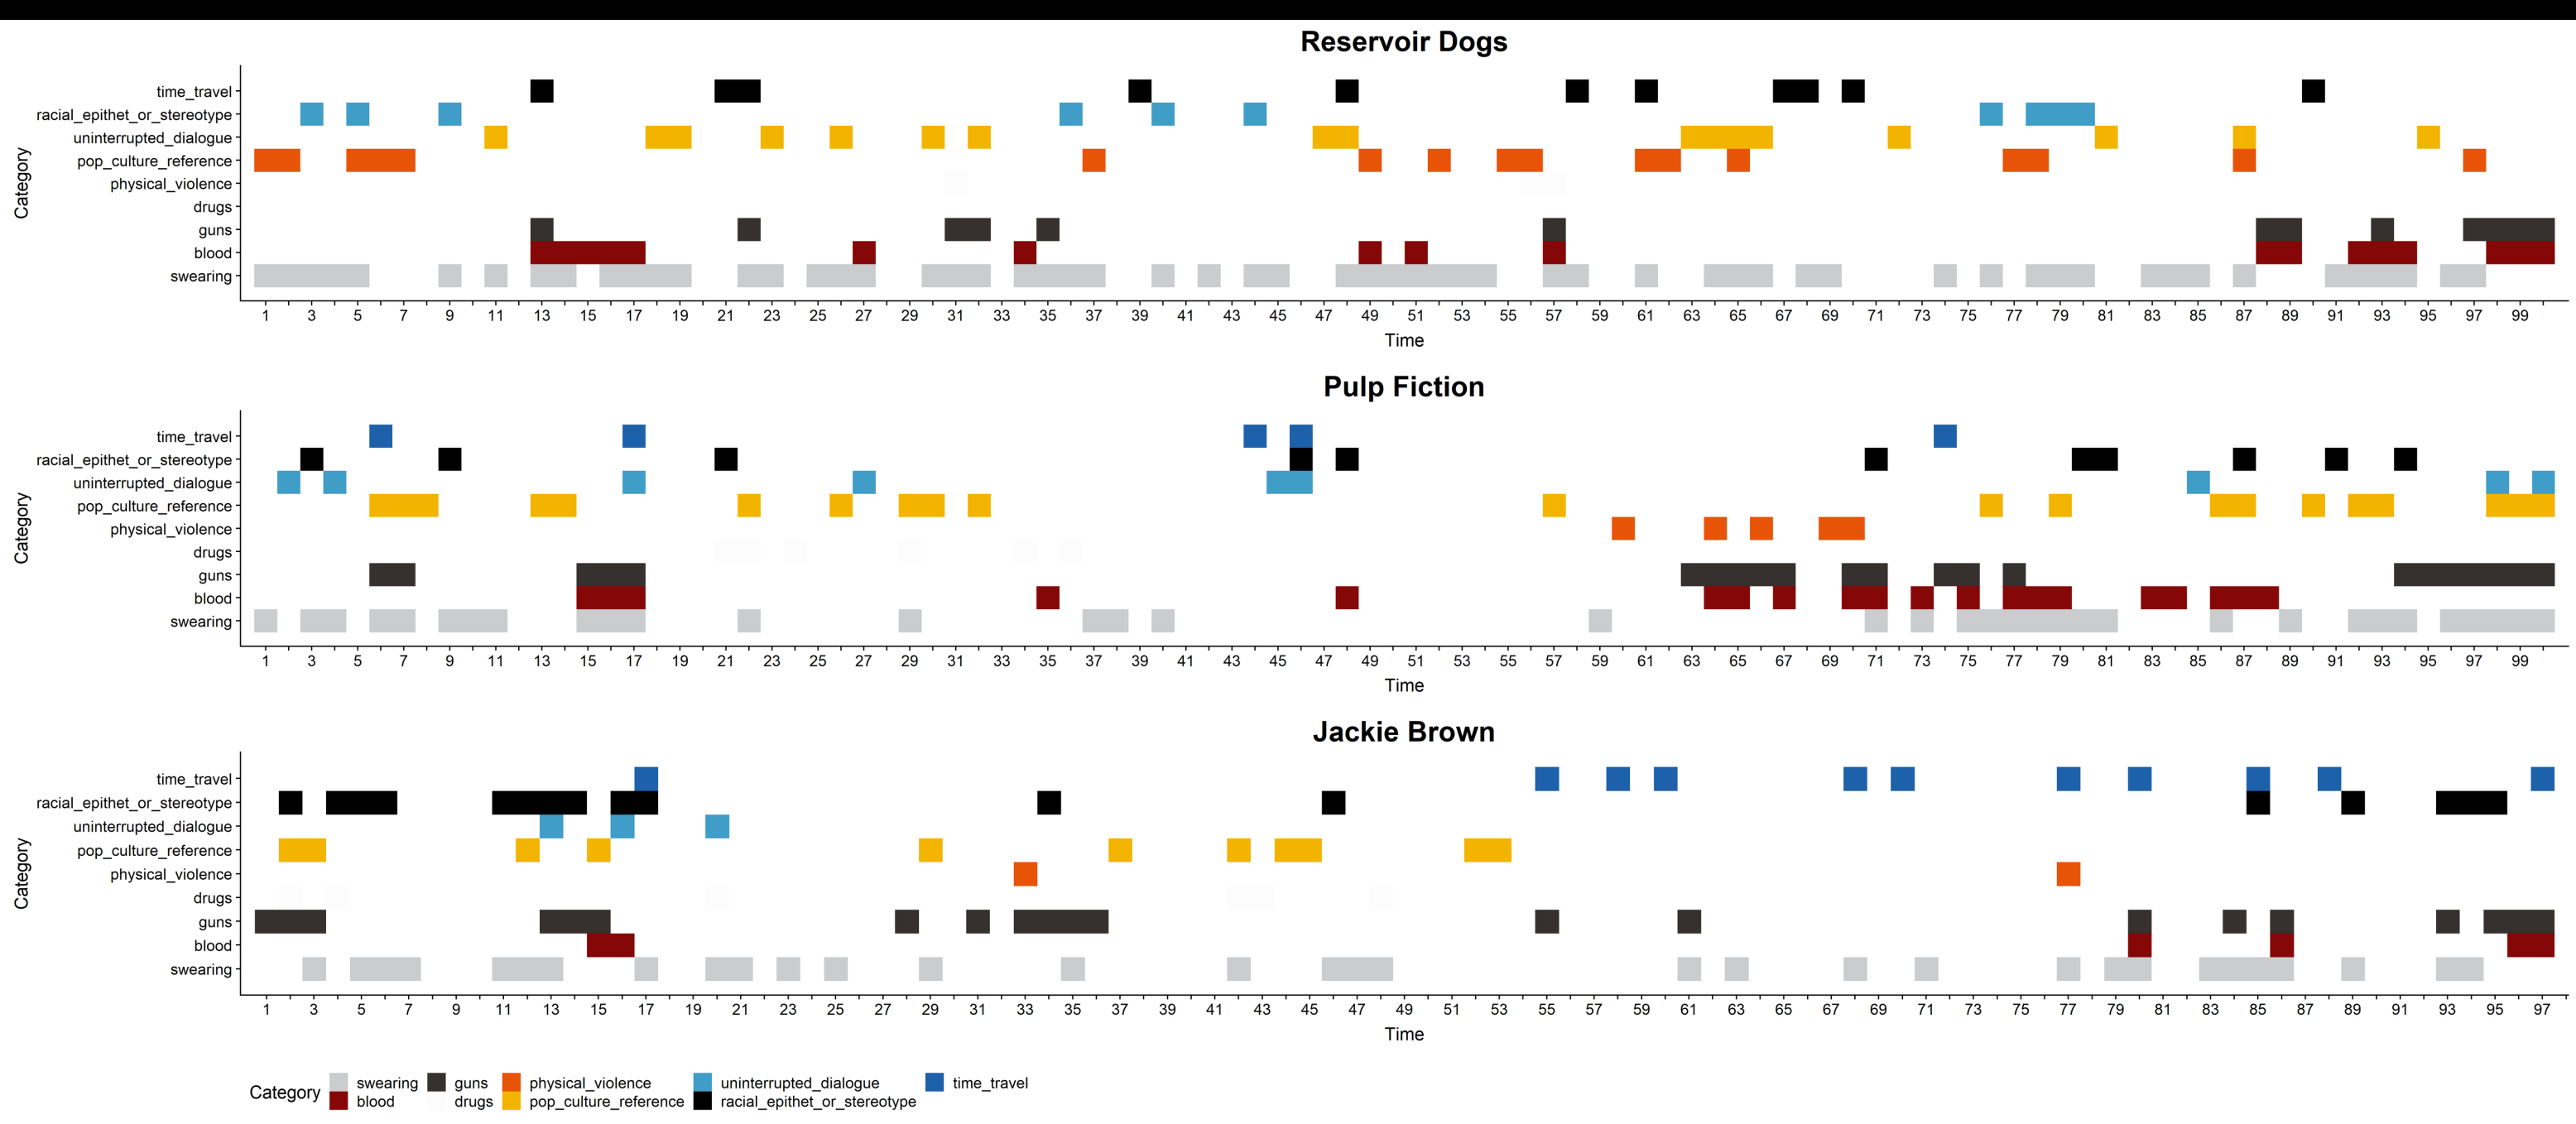 Reservoir Dogs
Category
time_travel
racial_epithet_or_stereotype
uninterrupted_dialogue
pop_culture_reference
physical_violence
drugs
guns
blood
swearing
1 3 5 7 9 11 13 15 17 19 21 23 25 27 29 31 33 35 37 39 41 43 45 47 49 51 53 55 57 59 61 63 65 67 69 71 73 75 77 79 81 83 85 87 89 91 93 95 97 99
Time
Pulp Fiction
Category
time_travel
racial_epithet_or_stereotype
uninterrupted_dialogue
pop_culture_reference
physical_violence
drugs
guns
blood
swearing
1 3 5 7 9 11 13 15 17 19 21 23 25 27 29 31 33 35 37 39 41 43 45 47 49 51 53 55 57 59 61 63 65 67 69 71 73 75 77 79 81 83 85 87 89 91 93 95 97 99
Time
Jackie Brown
Category
time_travel
racial_epithet_or_stereotype
uninterrupted_dialogue
pop_culture_reference
physical_violence
drugs
guns
blood
swearing
1 3 5 7 9 11 13 15 17 19 21 23 25 27 29 31 33 35 37 39 41 43 45 47 49 51 53 55 57 59 61 63 65 67 69 71 73 75 77 79 81 83 85 87 89 91 93 95 97
Time
Category
swearing guns physical_violence uninterrupted_dialogue time_travel
blood drugs pop_culture_reference racial_epithet_or_stereotype